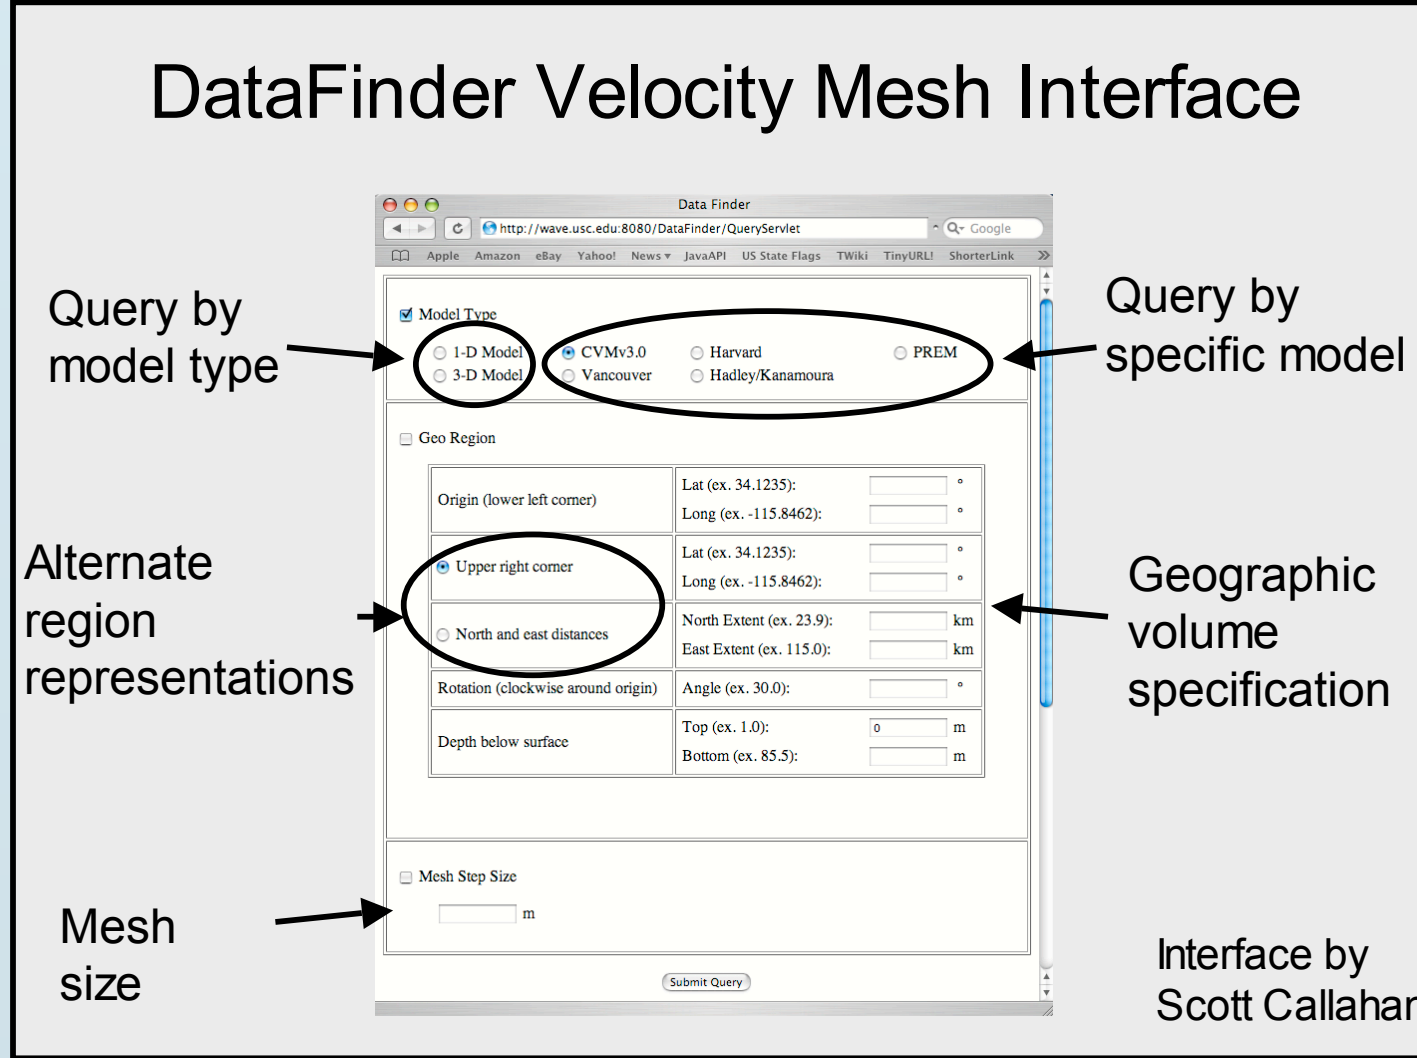 DataFinder Velocity Mesh Interface
Data Finder
http://wave.usc.edu:8080/DataFinder/QueryServlet
Google
Apple Amazon eBay Yahoo! News JavaAPI US State Flags TWiki TinyURL! ShorterLink
Query by
model type
Query by
specific model
Model Type
1-D Model CVMv3.0 Harvard PREM
3-D Model Vancouver Hadley/Kanamoura
Geo Region
Origin (lower left corner)
Lat (ex. 34.1235): °
Long (ex. -115.8462): °
Alternate
region
representations
Upper right corner
Lat (ex. 34.1235): °
Long (ex. -115.8462): °
North and east distances
North Extent (ex. 23.9): km
East Extent (ex. 115.0): km
Geographic
volume
specification
Rotation (clockwise around origin) Angle (ex. 30.0): °
Depth below surface
Top (ex. 1.0): 0 m
Bottom (ex. 85.5): m
Mesh Step Size
m
Mesh
size
Submit Query
Interface by
Scott Callahan